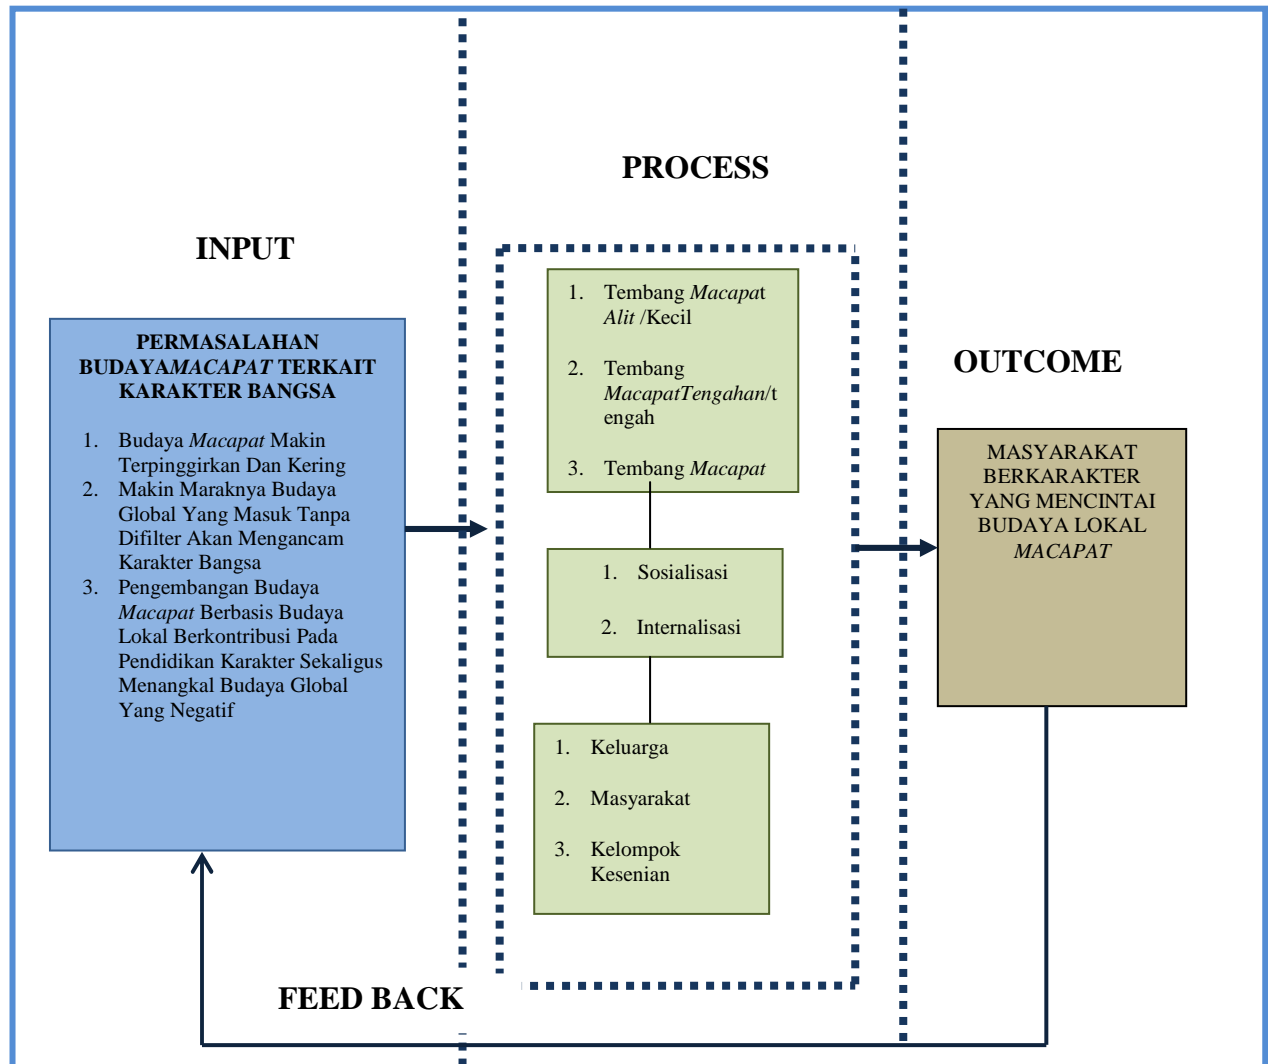 INPUT
PERMASALAHAN
BUDAYAMACAPAT TERKAIT
KARAKTER BANGSA
1. Budaya Macapat Makin
Terpinggirkan Dan Kering
2. Makin Maraknya Budaya
Global Yang Masuk Tanpa
Difilter Akan Mengancam
Karakter Bangsa
3. Pengembangan Budaya
Macapat Berbasis Budaya
Lokal Berkontribusi Pada
Pendidikan Karakter Sekaligus
Menangkal Budaya Global
Yang Negatif
PROCESS
1. Tembang Macapat
Alit /Kecil
2. Tembang
MacapatTengahan/t
engah
3. Tembang Macapat
1. Sosialisasi
2. Internalisasi
1. Keluarga
2. Masyarakat
3. Kelompok
Kesenian
OUTCOME
MASYARAKAT
BERKARAKTER
YANG MENCINTAI
BUDAYA LOKAL
MACAPAT
FEED BACK